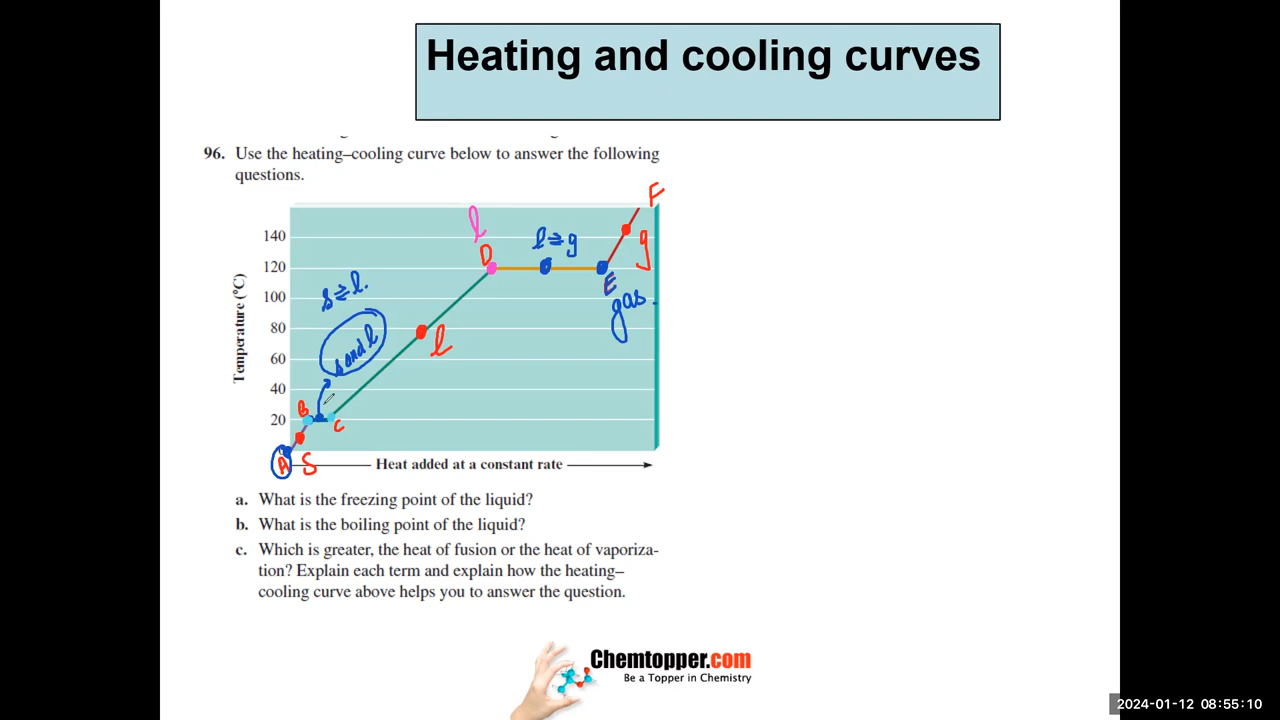 Heating and cooling curves
96. Use the heating–cooling curve below to answer the following
questions.
F
140
l
l ⇌ g
g
D
120
E
s ⇌ l.
100
gas
80
s and l
l
60
40
B
20
C
A
S
Temperature (°C)
Heat added at a constant rate
a. What is the freezing point of the liquid?
b. What is the boiling point of the liquid?
c. Which is greater, the heat of fusion or the heat of vaporiza-
tion? Explain each term and explain how the heating–
cooling curve above helps you to answer the question.
Chemtopper.com
Be a Topper in Chemistry
2024-01-12 08:55:10